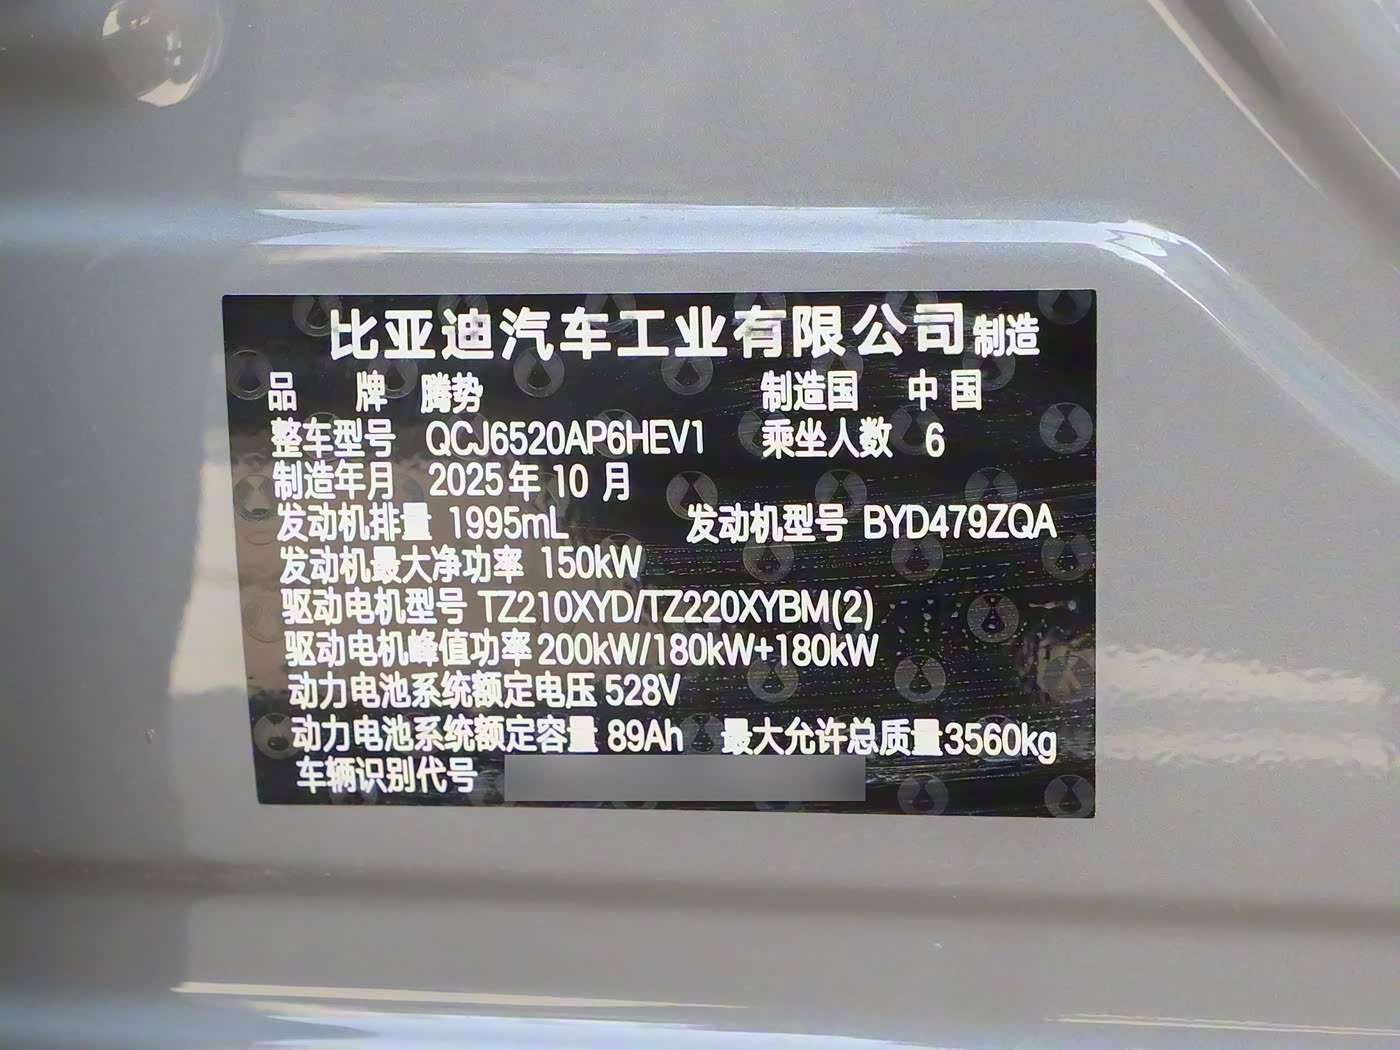 比亚迪汽车工业有限公司制造
品 牌 腾势 制造国 中国
整车型号 QCJ6520AP6HEV1 乘坐人数 6
制造年月 2025年 10 月
发动机排量 1995mL 发动机型号 BYD479ZQA
发动机最大净功率 150kW
驱动电机型号 TZ210XYD/TZ220XYBM(2)
驱动电机峰值功率 200kW/180kW+180kW
动力电池系统额定电压 528V
动力电池系统额定容量 89Ah 最大允许总质量3560kg
车辆识别代号